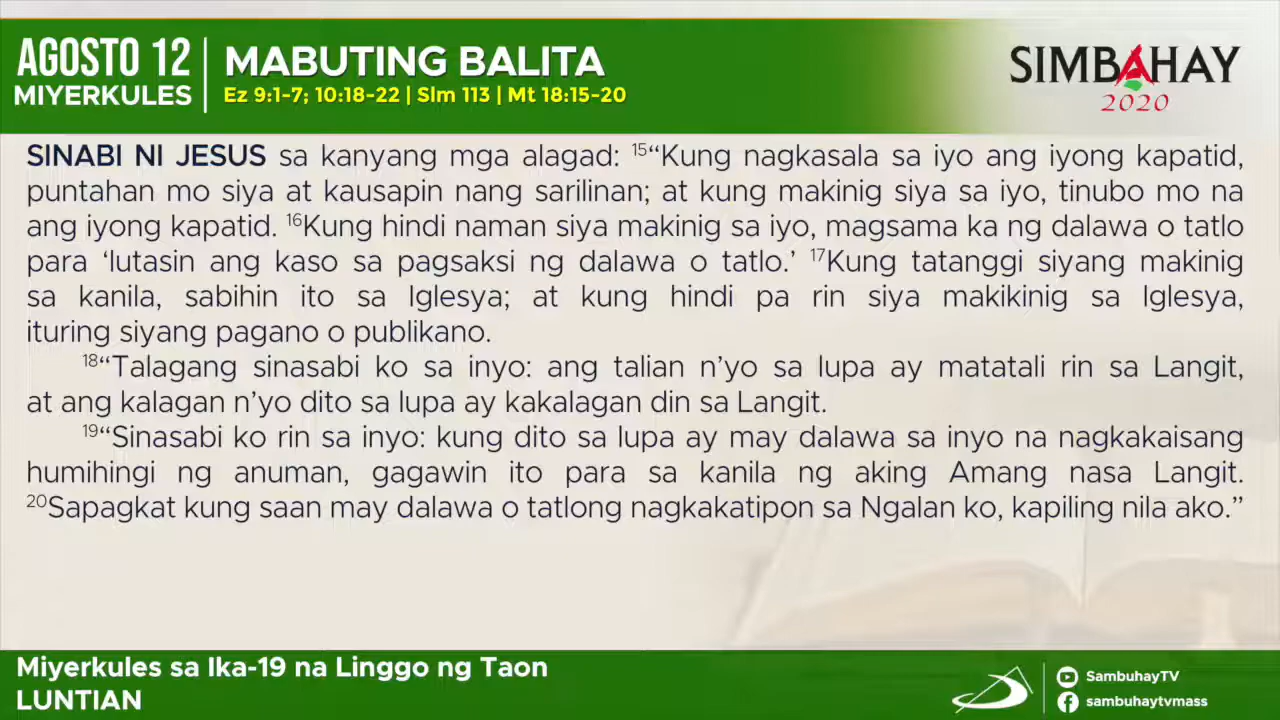 AGOSTO 12
MIYERKULES
MABUTING BALITA
Ez 9:1-7; 10:18-22 | Slm 113 | Mt 18:15-20
SIMBAHAY
2020
SINABI NI JESUS sa kanyang mga alagad: 15“Kung nagkasala sa iyo ang iyong kapatid,
puntahan mo siya at kausapin nang sarilinan; at kung makinig siya sa iyo, tinubo mo na
ang iyong kapatid. 16Kung hindi naman siya makinig sa iyo, magsama ka ng dalawa o tatlo
para ‘lutasin ang kaso sa pagsaksi ng dalawa o tatlo.’ 17Kung tatanggi siyang makinig
sa kanila, sabihin ito sa Iglesya; at kung hindi pa rin siya makikinig sa Iglesya,
ituring siyang pagano o publikano.
18“Talagang sinasabi ko sa inyo: ang talian n’yo sa lupa ay matatali rin sa Langit,
at ang kalagan n’yo dito sa lupa ay kakalagan din sa Langit.
19“Sinasabi ko rin sa inyo: kung dito sa lupa ay may dalawa sa inyo na nagkakaisang
humihingi ng anuman, gagawin ito para sa kanila ng aking Amang nasa Langit.
20Sapagkat kung saan may dalawa o tatlong nagkakatipon sa Ngalan ko, kapiling nila ako.”
Miyerkules sa Ika-19 na Linggo ng Taon
LUNTIAN
SambuhayTV
sambuhaytvmass